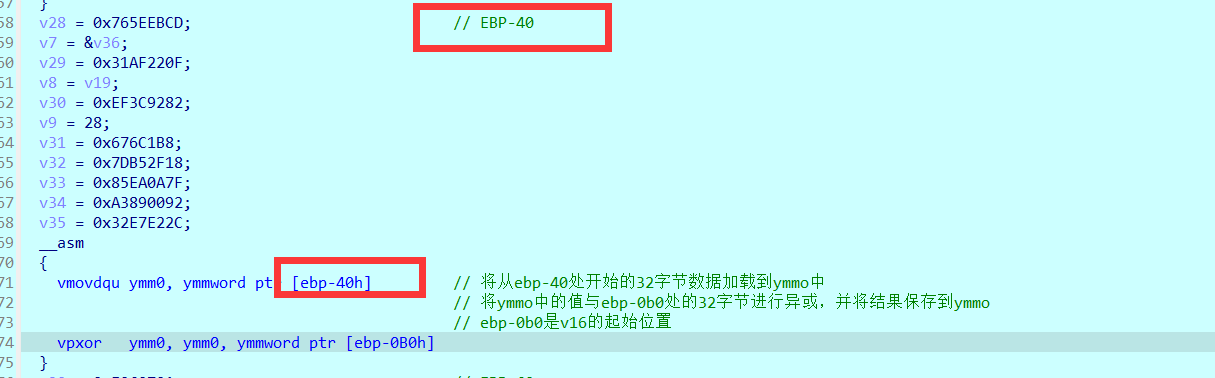 57 }
58 v28 = 0x765EEBCD; // EBP-40
59 v7 = &v36;
60 v29 = 0x31AF220F;
61 v8 = v19;
62 v30 = 0xEF3C9282;
63 v9 = 28;
64 v31 = 0x676C1B8;
65 v32 = 0x7DB52F18;
66 v33 = 0x85EA0A7F;
67 v34 = 0xA3890092;
68 v35 = 0x32E7E22C;
69 __asm
70 {
71 vmovdqu ymm0, ymmword ptr [ebp-40h] // 将从ebp-40处开始的32字节数据加载到ymmo中
72 // 将ymmo中的值与ebp-0b0处的32字节进行异或，并将结果保存到ymmo
73 // ebp-0b0是v16的起始位置
74 vpxor ymm0, ymm0, ymmword ptr [ebp-0B0h]
75 }